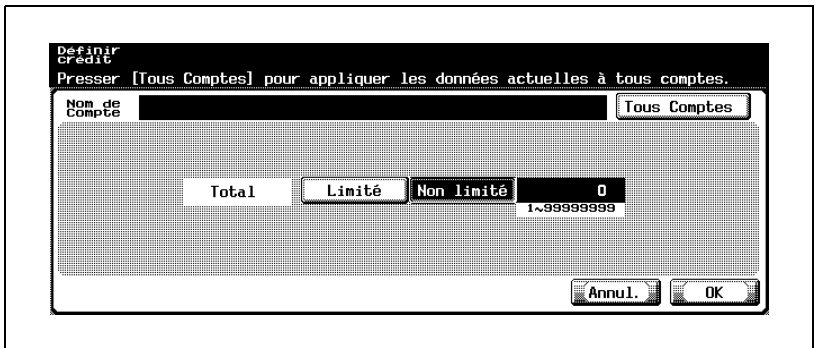 Définir
crédit
Presser [Tous Comptes] pour appliquer les données actuelles à tous comptes.
Nom de
Compte
Tous Comptes
Total Limité Non limité 0
1~99999999
Annul. OK